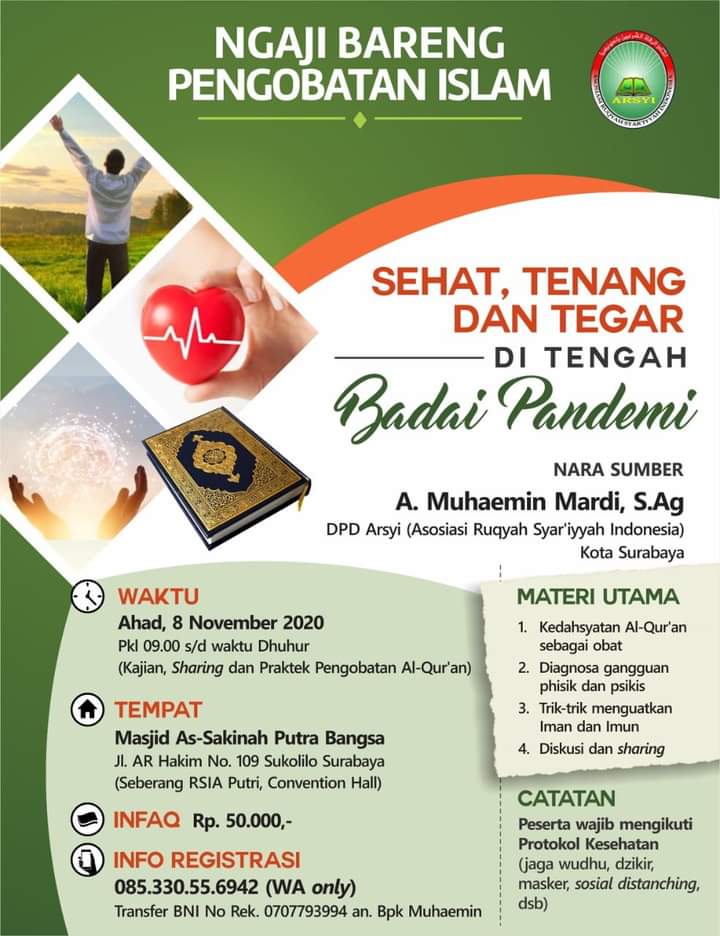 NGAJI BARENG
PENGOBATAN ISLAM
ARSYI
SEHAT, TENANG
DAN TEGAR
DI TENGAH
Badai Pandemi
NARA SUMBER
A. Muhaemin Mardi, S.Ag
DPD Arsyi (Asosiasi Ruqyah Syar'iyyah Indonesia)
Kota Surabaya
WAKTU
Ahad, 8 November 2020
Pkl 09.00 s/d waktu Dhuhur
(Kajian, Sharing dan Praktek Pengobatan Al-Qur'an)
TEMPAT
Masjid As-Sakinah Putra Bangsa
Jl. AR Hakim No. 109 Sukolilo Surabaya
(Seberang RSIA Putri, Convention Hall)
INFAQ Rp. 50.000,-
INFO REGISTRASI
085.330.55.6942 (WA only)
Transfer BNI No Rek. 0707793994 an. Bpk Muhaemin
MATERI UTAMA
1. Kedahsyatan Al-Qur'an
sebagai obat
2. Diagnosa gangguan
phisik dan psikis
3. Trik-trik menguatkan
Iman dan Imun
4. Diskusi dan sharing
CATATAN
Peserta wajib mengikuti
Protokol Kesehatan
(jaga wudhu, dzikir,
masker, sosial distanching,
dsb)